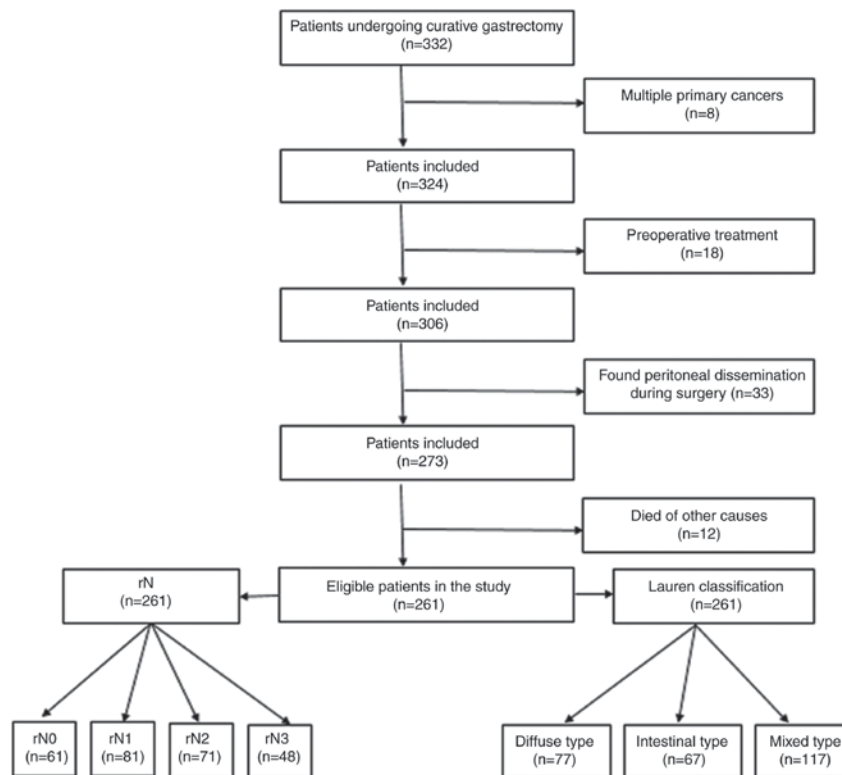 Patients undergoing curative gastrectomy
(n=332)
Multiple primary cancers
(n=8)
Patients included
(n=324)
Preoperative treatment
(n=18)
Patients included
(n=306)
Found peritoneal dissemination
during surgery (n=33)
Patients included
(n=273)
Died of other causes
(n=12)
rN
(n=261)
Eligible patients in the study
(n=261)
Lauren classification
(n=261)
rN0
(n=61)
rN1
(n=81)
rN2
(n=71)
rN3
(n=48)
Diffuse type
(n=77)
Intestinal type
(n=67)
Mixed type
(n=117)